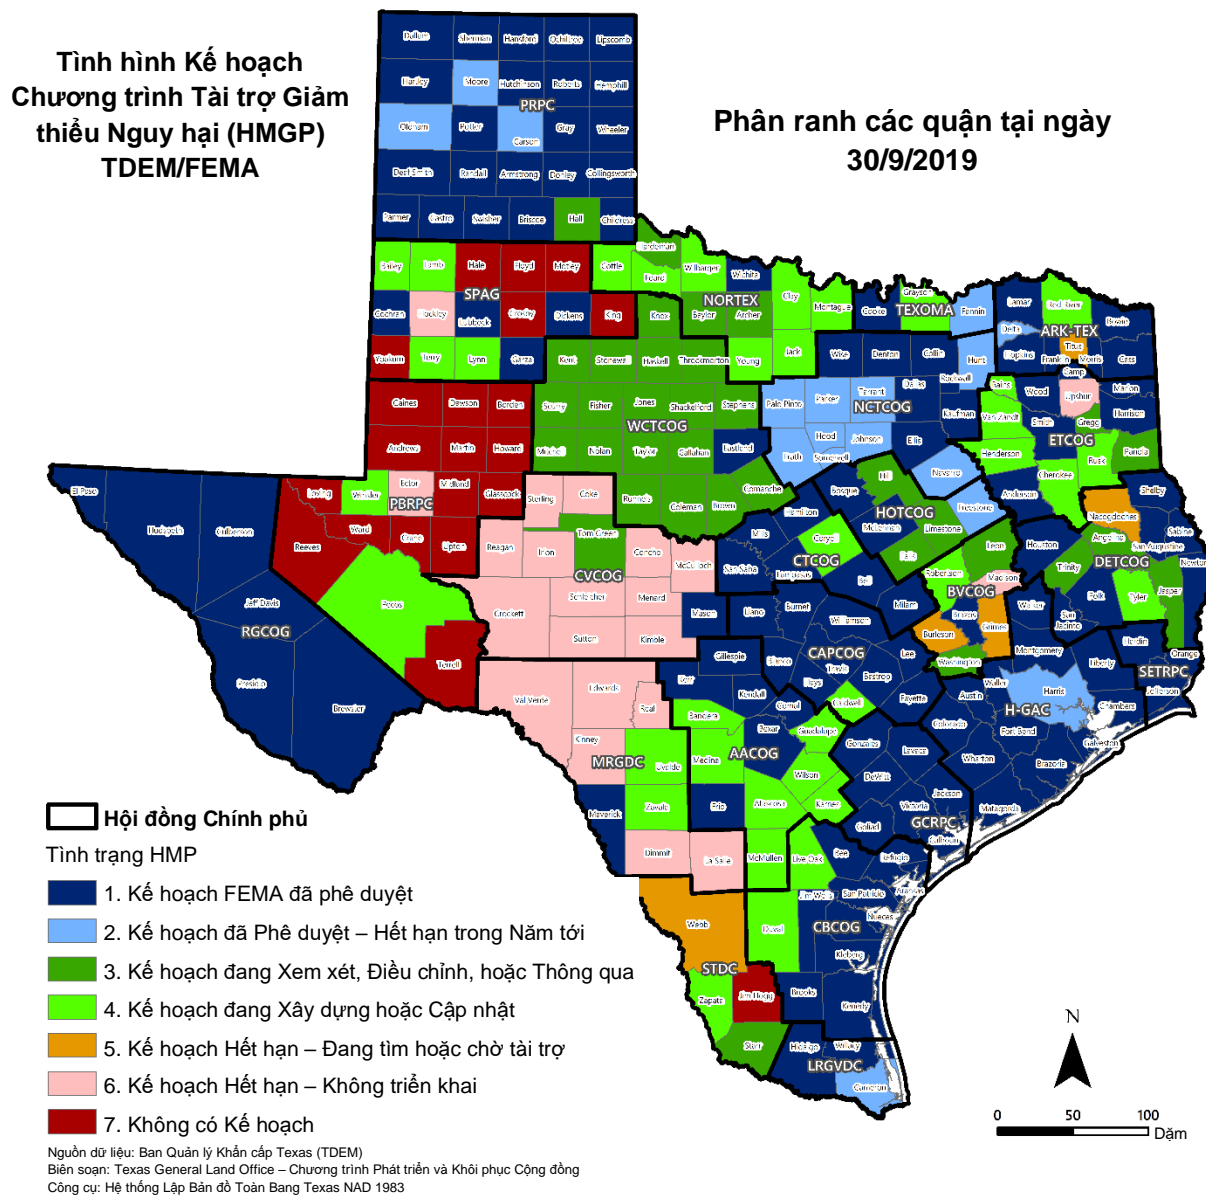 Tình hình Kế hoạch
Chương trình Tài trợ Giảm
thiểu Nguy hại (HMGP)
TDEM/FEMA
Phân ranh các quận tại ngày
30/9/2019
Dallam Sherman Hansford Ochiltree Lipscomb
Hartley Moore Hutchinson Roberts Hemphill
PRPC
Oldham Potter Carson Gray Wheeler
Deaf Smith Randall Armstrong Donley Collingsworth
Parmer Castro Swisher Briscoe Hall Childress
Bailey Lamb Hale Floyd Motley Cottle Hardeman Foard Wilbarger Wichita Clay Montague Cooke Grayson Fannin Lamar Red River Bowie
SPAG NORTEX TEXOMA ARK-TEX
Cochran Hockley Lubbock Crosby Dickens King Knox Baylor Archer Delta Titus Hopkins Franklin Morris Cass
Yoakum Terry Lynn Garza Kent Stonewall Haskell Throckmorton Young Jack Wise Denton Collin Hunt Rockwall Camp
Gaines Dawson Borden Scurry Fisher Jones Shackelford Stephens Palo Pinto Parker Tarrant Dallas Kaufman Rains Wood Upshur Marion Harrison
WCTCOG NCTCOG ETCOG
Andrews Martin Howard Mitchell Nolan Taylor Callahan Eastland Erath Hood Somervell Johnson Ellis Van Zandt Smith Gregg Henderson Rusk Panola
Loving Winkler Ector Midland Glasscock Sterling Coke Runnels Coleman Brown Comanche Bosque Hill Navarro Freestone Anderson Cherokee Nacogdoches Shelby
PBRPC HOTCOG
El Paso Hudspeth Culberson Reeves Ward Crane Upton Reagan Irion Tom Green Concho McCulloch Hamilton Mills McLennan Limestone Coryell Falls Leon Houston Angelina San Augustine Sabine Newton
CVCOG CTCOG BVCOG DETCOG
San Saba Lampasas Bell Robertson Madison Trinity Polk Tyler Jasper
Jeff Davis Pecos Crockett Schleicher Menard Mason Llano Burnet Williamson Milam Brazos Grimes Burleson Walker San Jacinto
RGCOG CAPCOG
Terrell Sutton Kimble Gillespie Blanco Travis Lee Washington Montgomery Hardin Orange Liberty
SETRPC
Presidio Brewster Val Verde Edwards Real Kerr Kendall Hays Bastrop Caldwell Fayette Austin Waller Harris Chambers Jefferson
H-GAC
Bandera Comal Bexar Guadalupe Gonzales Colorado Fort Bend Galveston
Kinney Uvalde Medina Wilson Lavaca Wharton Brazoria
MRGDC AACOG
Maverick Zavala Frio Atascosa Karnes DeWitt Jackson Matagorda
Victoria Goliad Calhoun
GCRPC
Dimmit La Salle McMullen Live Oak Bee Refugio Aransas
Webb Duval Jim Wells San Patricio Nueces Kleberg
STDC CBCOG
Zapata Jim Hogg Brooks Kenedy
Starr Hidalgo Willacy Cameron
LRGVDC
Hội đồng Chính phủ
Tình trạng HMP
1. Kế hoạch FEMA đã phê duyệt
2. Kế hoạch đã Phê duyệt – Hết hạn trong Năm tới
3. Kế hoạch đang Xem xét, Điều chỉnh, hoặc Thông qua
4. Kế hoạch đang Xây dựng hoặc Cập nhật
5. Kế hoạch Hết hạn – Đang tìm hoặc chờ tài trợ
6. Kế hoạch Hết hạn – Không triển khai
7. Không có Kế hoạch
Nguồn dữ liệu: Ban Quản lý Khẩn cấp Texas (TDEM)
Biên soạn: Texas General Land Office – Chương trình Phát triển và Khôi phục Cộng đồng
Công cụ: Hệ thống Lập Bản đồ Toàn Bang Texas NAD 1983
N
0 50 100
Dặm